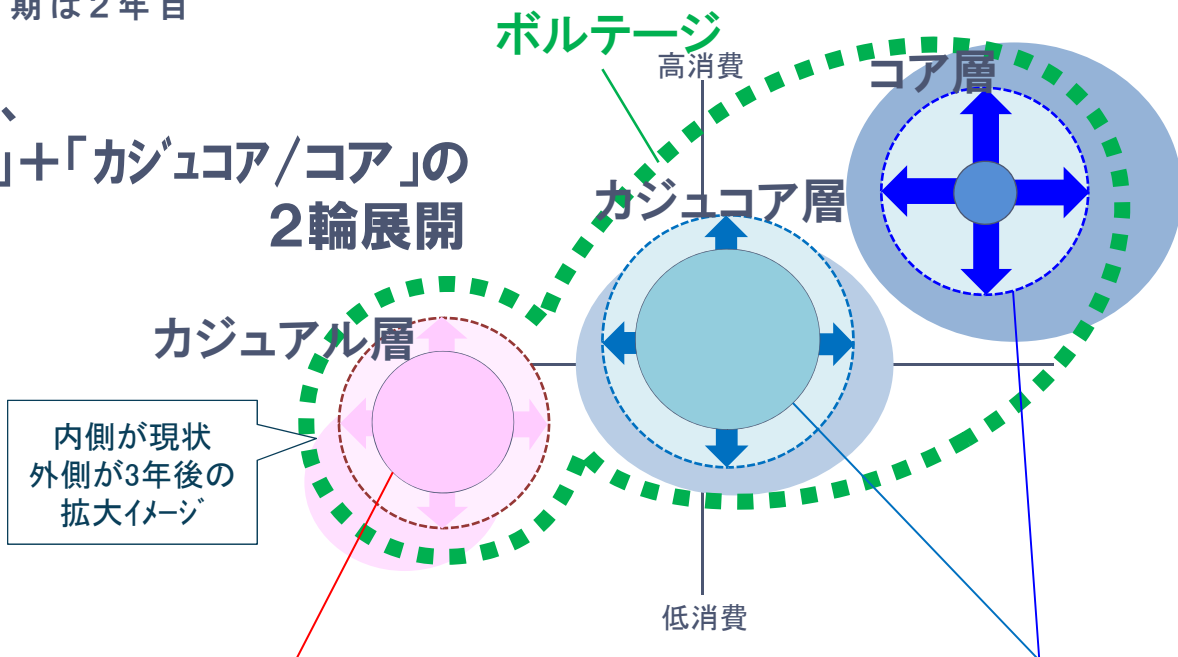 期は2年目
ボルテージ
高消費
コア層
、
」+「カジュコア/コア」の
2輪展開
カジュコア層
カジュアル層
内側が現状
外側が3年後の
拡大イメージ
低消費